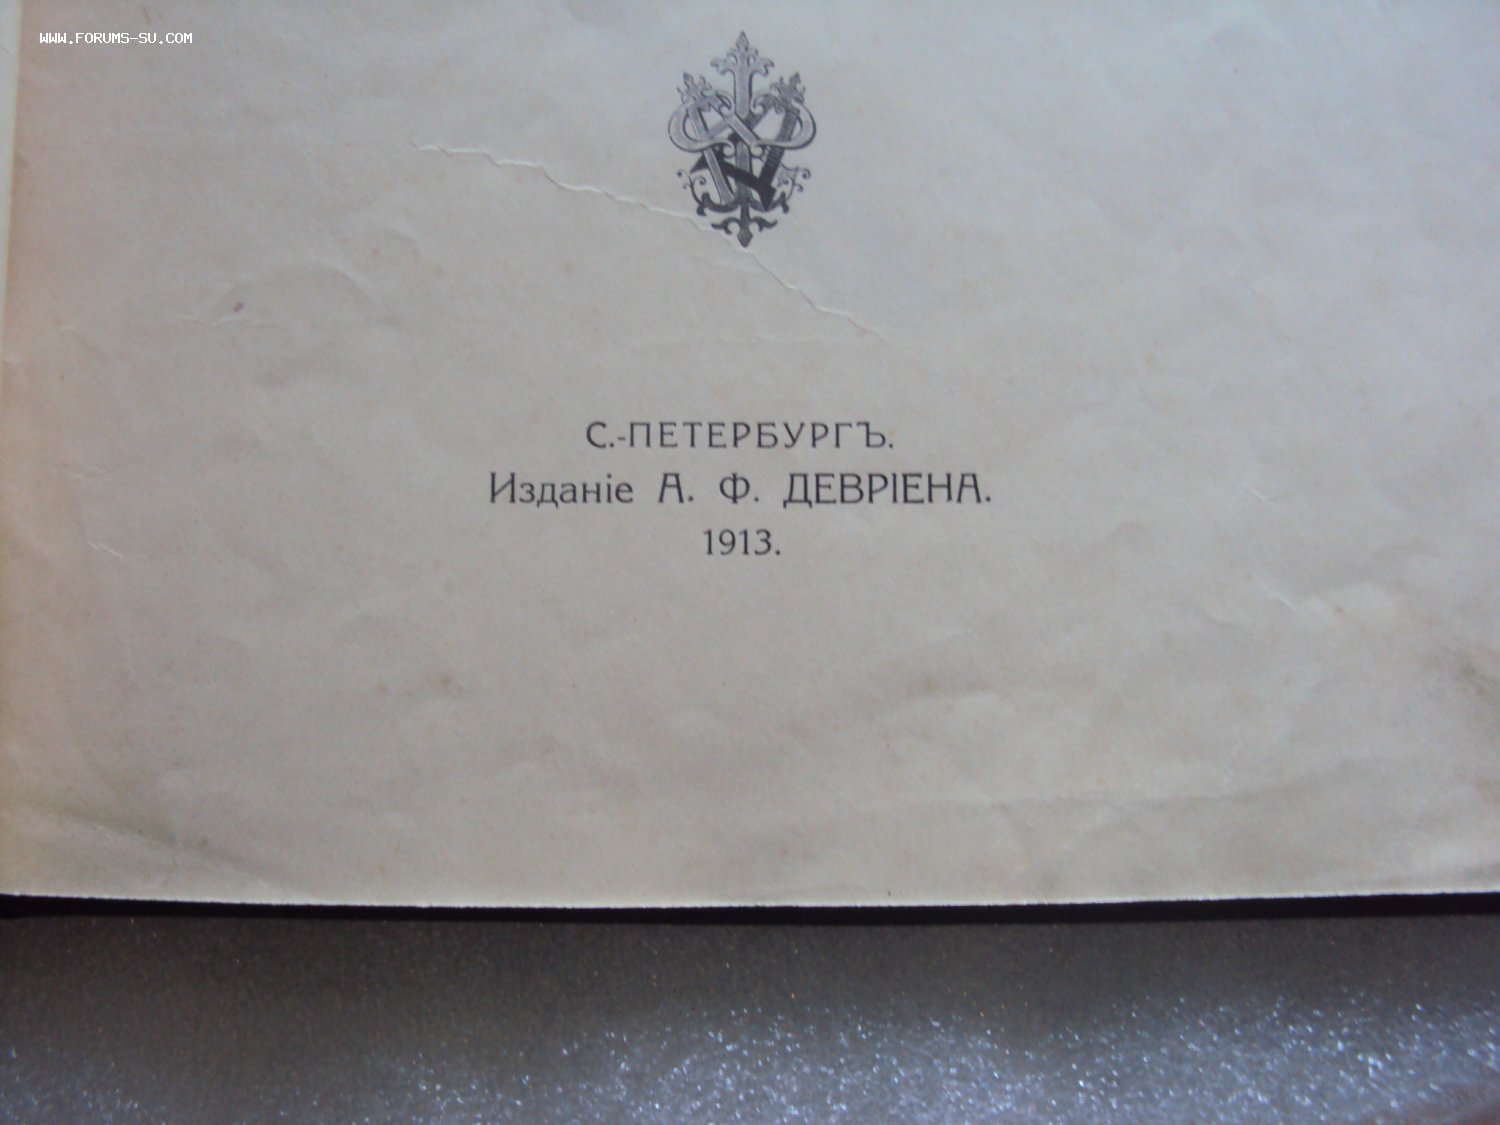 WWW.FORUMS-SU.COM
С.-ПЕТЕРБУРГЪ.
Изданіе А. Ф. ДЕВРІЕНА.
1913.